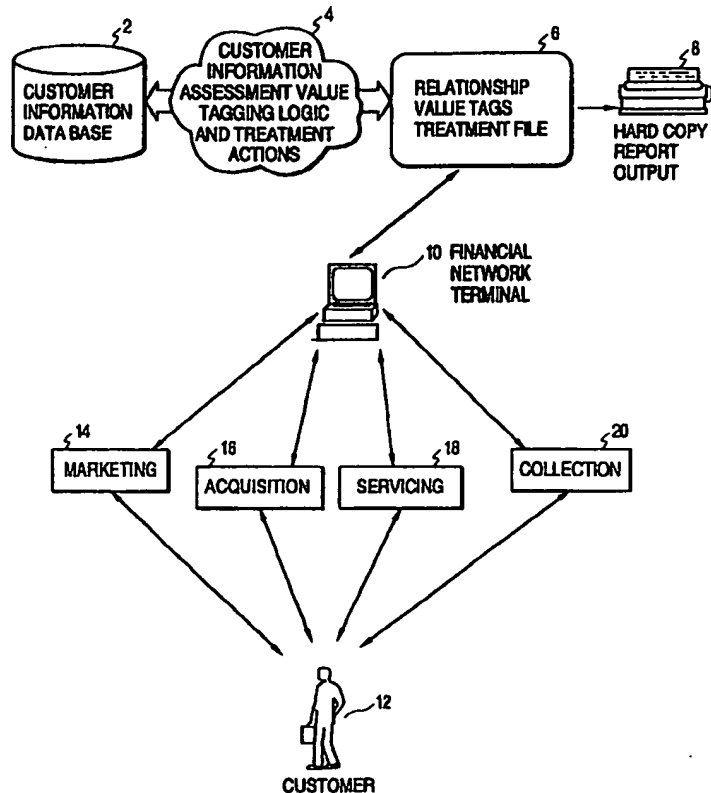 2
CUSTOMER
INFORMATION
DATA BASE
4
CUSTOMER
INFORMATION
ASSESSMENT VALUE
TAGGING LOGIC
AND TREATMENT
ACTIONS
6
RELATIONSHIP
VALUE TAGS
TREATMENT FILE
8
HARD COPY
REPORT
OUTPUT
10 FINANCIAL
NETWORK
TERMINAL
14
MARKETING
16
ACQUISITION
18
SERVICING
20
COLLECTION
12
CUSTOMER